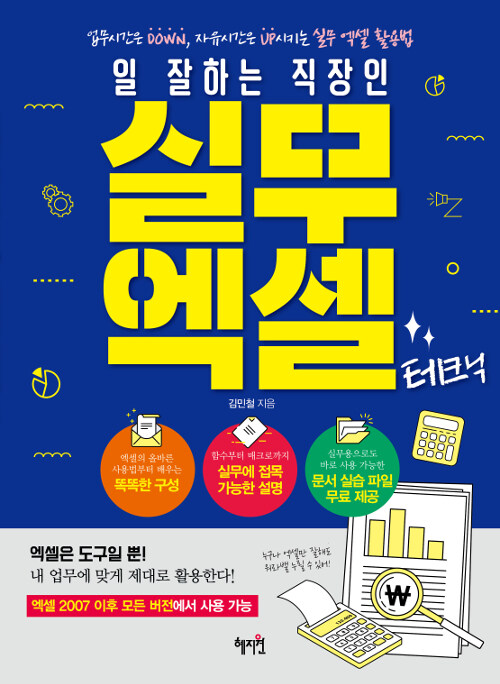 업무시간은 DOWN, 자유시간은 UP시키는 실무 엑셀 활용법
일 잘하는 직장인
실무
엑셀
테크닉
김민철 지음
엑셀의 올바른
사용법부터 배우는
똑똑한 구성
함수부터 매크로까지
실무에 접목
가능한 설명
실무용으로도
바로 사용 가능한
문서 실습 파일
무료 제공
엑셀은 도구일 뿐!
내 업무에 맞게 제대로 활용한다!
엑셀 2007 이후 모든 버전에서 사용 가능
누구나 엑셀만 잘해도
워라밸 누릴 수 있어!
₩
혜지원